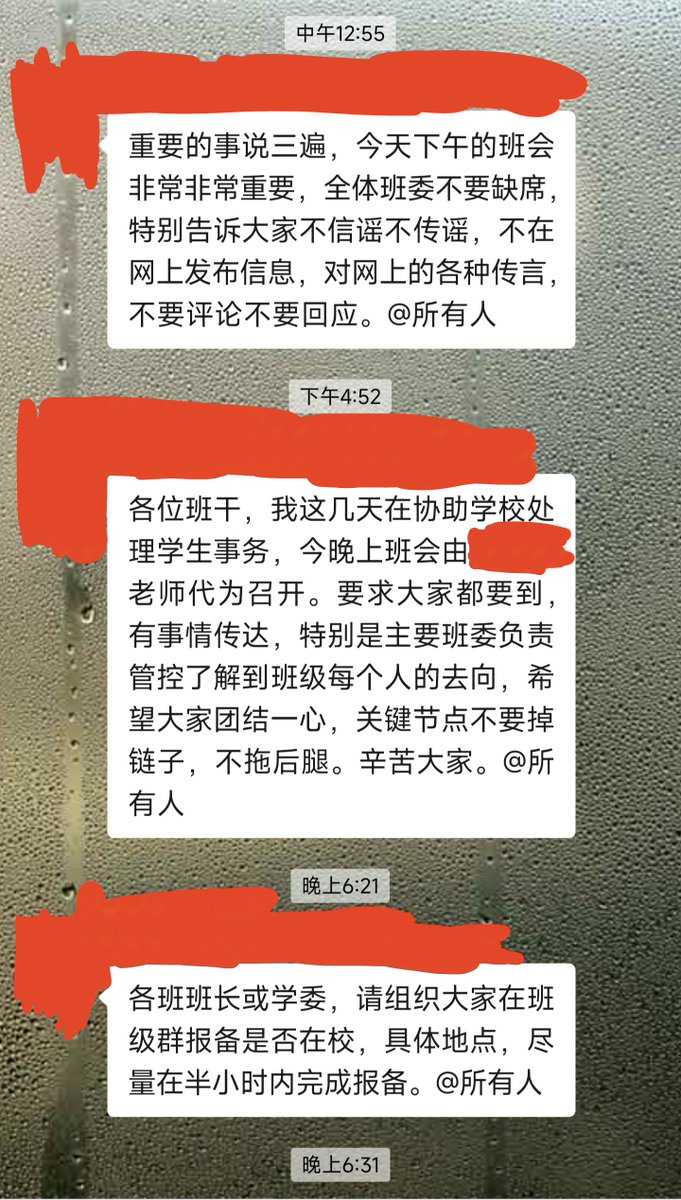 中午12:55
重要的事说三遍，今天下午的班会
非常非常重要，全体班委不要缺席，
特别告诉大家不信谣不传谣，不在
网上发布信息，对网上的各种传言，
不要评论不要回应。@所有人
下午4:52
各位班干，我这几天在协助学校处
理学生事务，今晚上班会由
老师代为召开。要求大家都要到，
有事情传达，特别是主要班委负责
管控了解到班级每个人的去向，希
望大家团结一心，关键节点不要掉
链子，不拖后腿。辛苦大家。@所
有人
晚上6:21
各班班长或学委，请组织大家在班
级群报备是否在校，具体地点，尽
量在半小时内完成报备。@所有人
晚上6:31